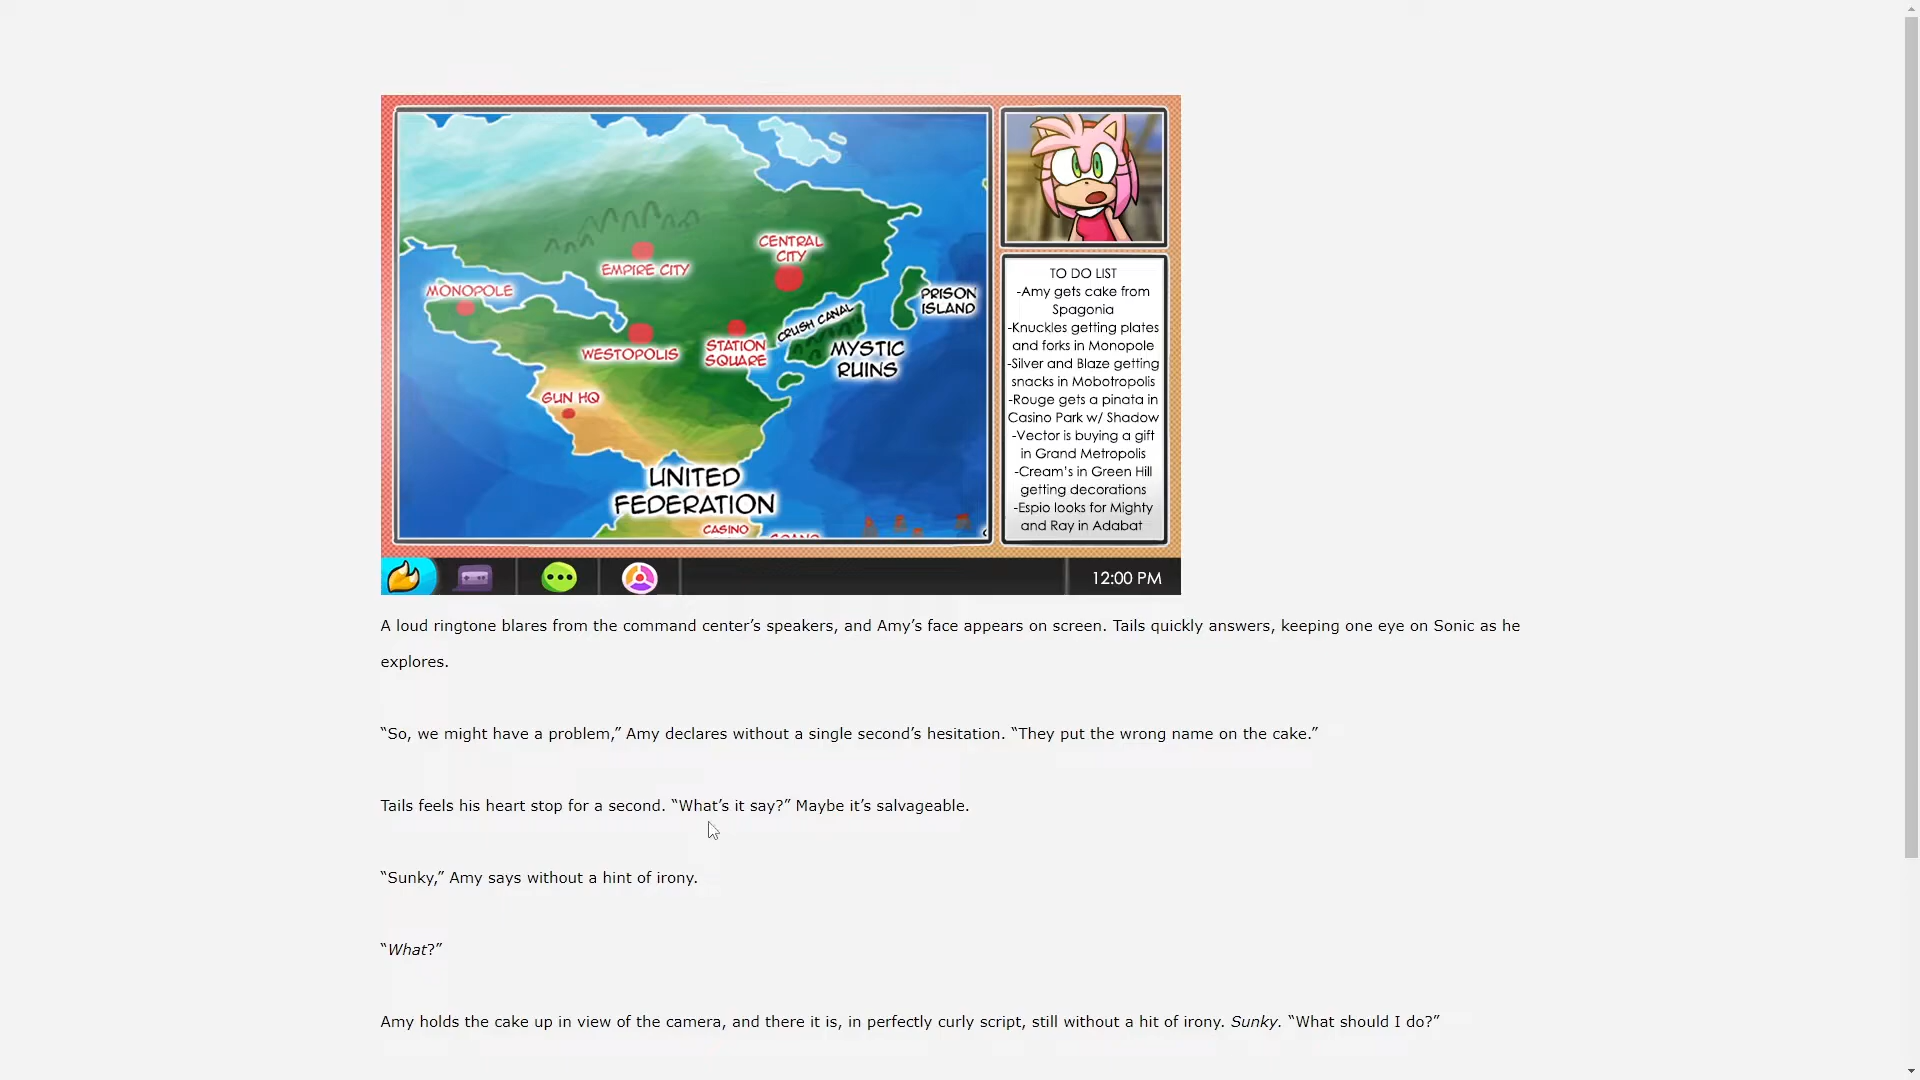 EMPIRE CITY
CENTRAL
CITY
MONOPOLE
PRISON
ISLAND
CRUSH CANAL
WESTOPOLIS
STATION
SQUARE
MYSTIC
RUINS
GUN HQ
UNITED
FEDERATION
CASINO
TO DO LIST
-Amy gets cake from
Spagonia
-Knuckles getting plates
and forks in Monopole
-Silver and Blaze getting
snacks in Mobotropolis
-Rouge gets a pinata in
Casino Park w/ Shadow
-Vector is buying a gift
in Grand Metropolis
-Cream's in Green Hill
getting decorations
-Espio looks for Mighty
and Ray in Adabat
12:00 PM
A loud ringtone blares from the command center’s speakers, and Amy’s face appears on screen. Tails quickly answers, keeping one eye on Sonic as he
explores.
“So, we might have a problem,” Amy declares without a single second’s hesitation. “They put the wrong name on the cake.”
Tails feels his heart stop for a second. “What’s it say?” Maybe it’s salvageable.
“Sunky,” Amy says without a hint of irony.
“What?”
Amy holds the cake up in view of the camera, and there it is, in perfectly curly script, still without a hit of irony. Sunky. “What should I do?”